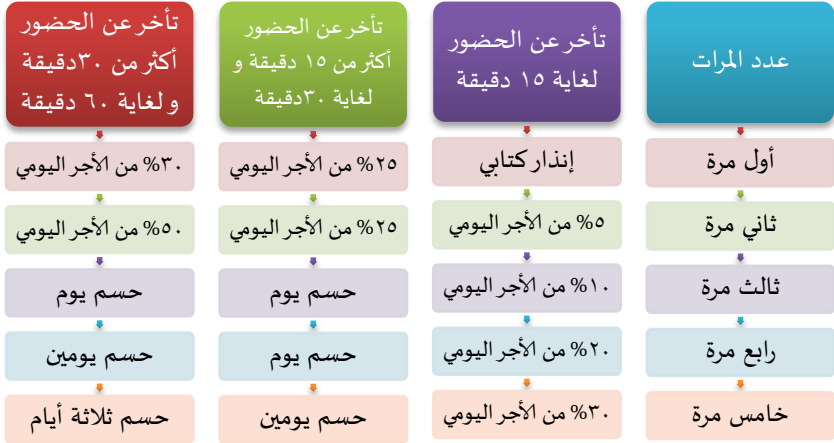 عدد المرات
تأخر عن الحضور
لغاية ١٥ دقيقة
تأخر عن الحضور
أكثر من ١٥ دقيقة و
لغاية ٣٠دقيقة
تأخر عن الحضور
أكثر من ٣٠دقيقة
و لغاية ٦٠ دقيقة
أول مرة
إنذار كتابي
٢٥% من الأجر اليومي
٣٠% من الأجر اليومي
ثاني مرة
٥% من الأجر اليومي
٢٥% من الأجر اليومي
٥٠% من الأجر اليومي
ثالث مرة
١٠% من الأجر اليومي
حسم يوم
حسم يوم
رابع مرة
٢٠% من الأجر اليومي
حسم يوم
حسم يومين
خامس مرة
٣٠% من الأجر اليومي
حسم يومين
حسم ثلاثة أيام